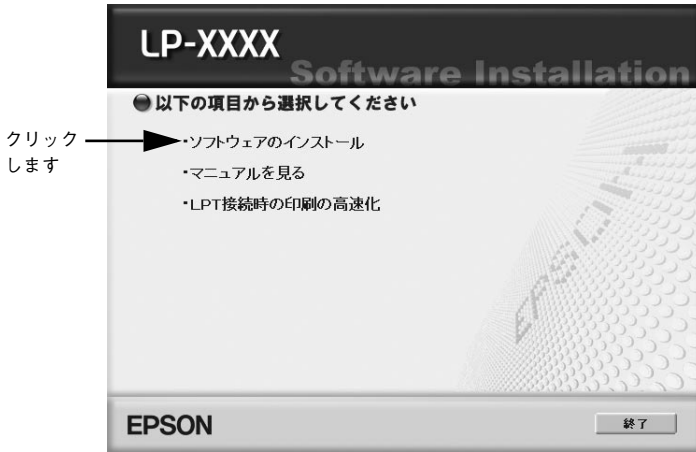 LP-XXXX
Software Installation
以下の項目から選択してください
クリック
します
・ソフトウェアのインストール
・マニュアルを見る
・LPT接続時の印刷の高速化
EPSON
EPSON
終了